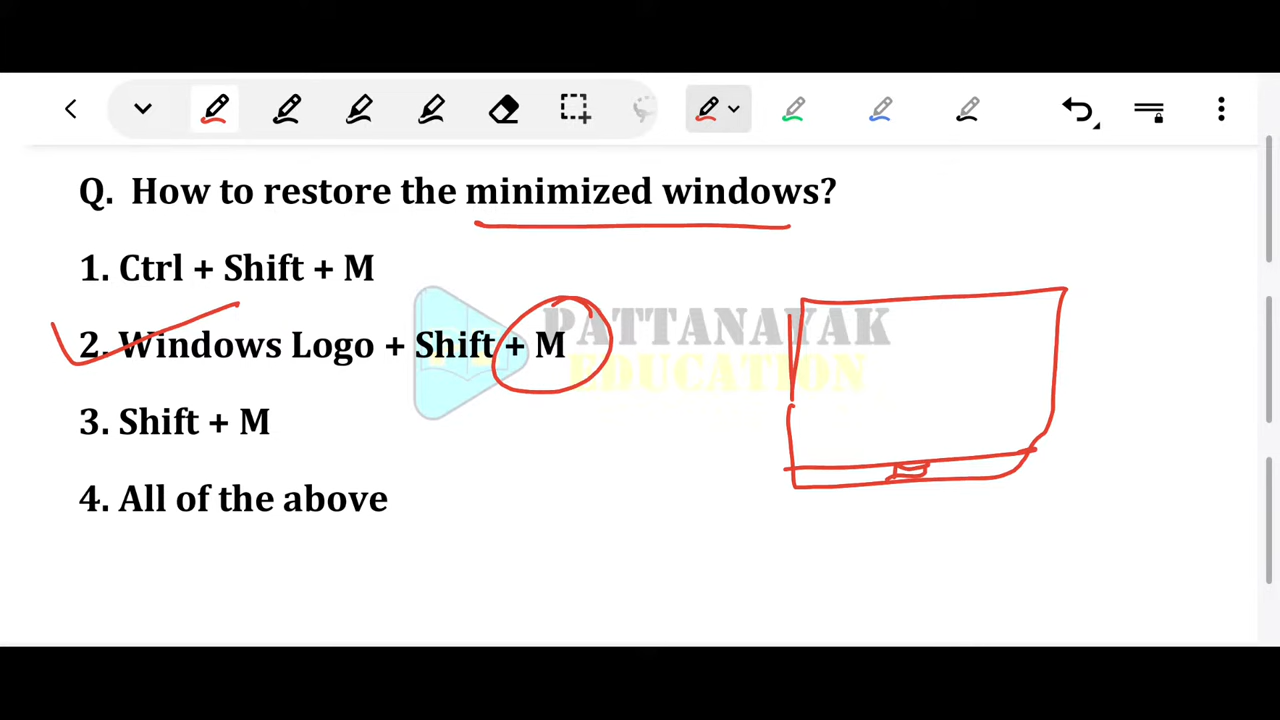 Q. How to restore the minimized windows?
1. Ctrl + Shift + M
2. Windows Logo + Shift + M
PATTANAYAK
EDUCATION
3. Shift + M
4. All of the above